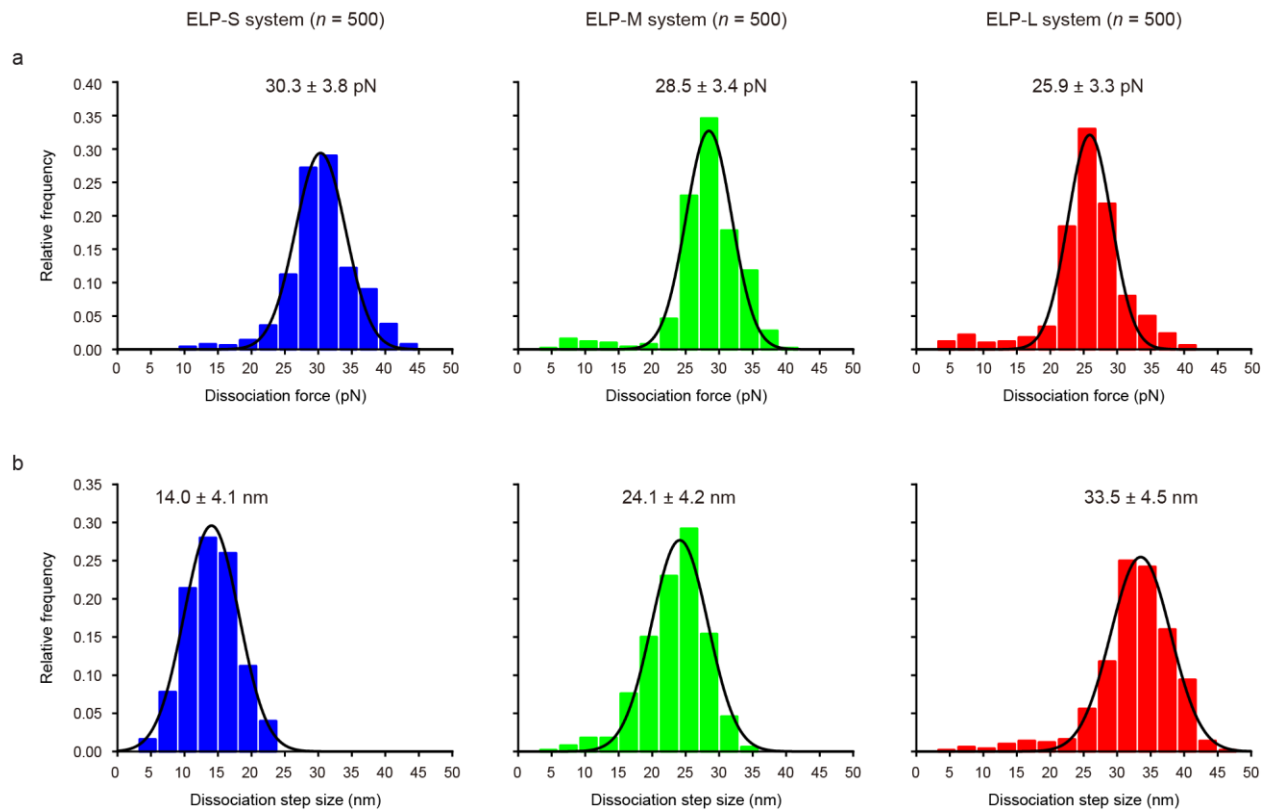 ELP-S system (n = 500) ELP-M system (n = 500) ELP-L system (n = 500)
a
30.3 ± 3.8 pN 28.5 ± 3.4 pN 25.9 ± 3.3 pN
Relative frequency
0.40
0.35
0.30
0.25
0.20
0.15
0.10
0.05
0.00
0 5 10 15 20 25 30 35 40 45 50
0 5 10 15 20 25 30 35 40 45 50
0 5 10 15 20 25 30 35 40 45 50
Dissociation force (pN) Dissociation force (pN) Dissociation force (pN)
b
14.0 ± 4.1 nm 24.1 ± 4.2 nm 33.5 ± 4.5 nm
Relative frequency
0.35
0.30
0.25
0.20
0.15
0.10
0.05
0.00
0 5 10 15 20 25 30 35 40 45 50
0 5 10 15 20 25 30 35 40 45 50
0 5 10 15 20 25 30 35 40 45 50
Dissociation step size (nm) Dissociation step size (nm) Dissociation step size (nm)